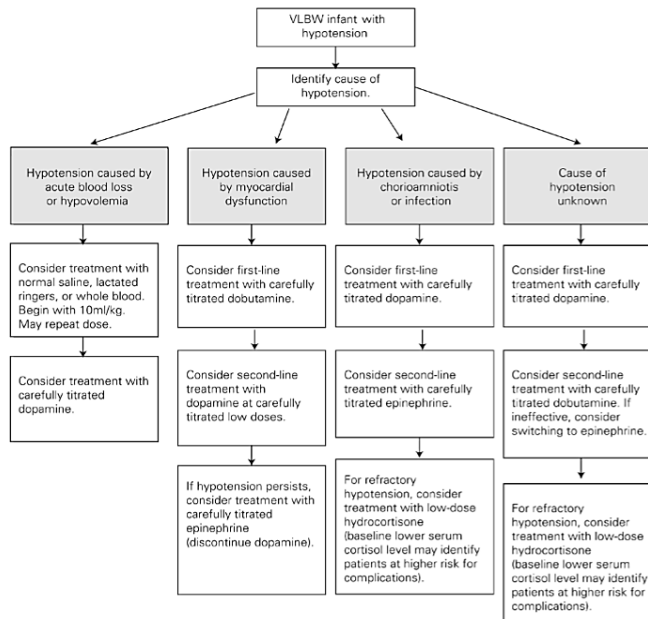 VLBW infant with
hypotension
Identify cause of
hypotension.
Hypotension caused by
acute blood loss
or hypovolemia
Hypotension caused
by myocardial
dysfunction
Hypotension caused by
chorioamniotis
or infection
Cause of
hypotension
unknown
Consider treatment with
normal saline, lactated
ringers, or whole blood.
Begin with 10ml/kg.
May repeat dose.
Consider first-line
treatment with carefully
titrated dobutamine.
Consider first-line
treatment with carefully
titrated dopamine.
Consider first-line
treatment with carefully
titrated dopamine.
Consider treatment with
carefully titrated
dopamine.
Consider second-line
treatment with
dopamine at carefully
titrated low doses.
Consider second-line
treatment with carefully
titrated epinephrine.
Consider second-line
treatment with carefully
titrated dobutamine. If
ineffective, consider
switching to epinephrine.
If hypotension persists,
consider treatment with
carefully titrated
epinephrine
(discontinue dopamine).
For refractory
hypotension, consider
treatment with low-dose
hydrocortisone
(baseline lower serum
cortisol level may identify
patients at higher risk for
complications).
For refractory
hypotension, consider
treatment with low-dose
hydrocortisone
(baseline lower serum
cortisol level may identify
patients at higher risk for
complications).